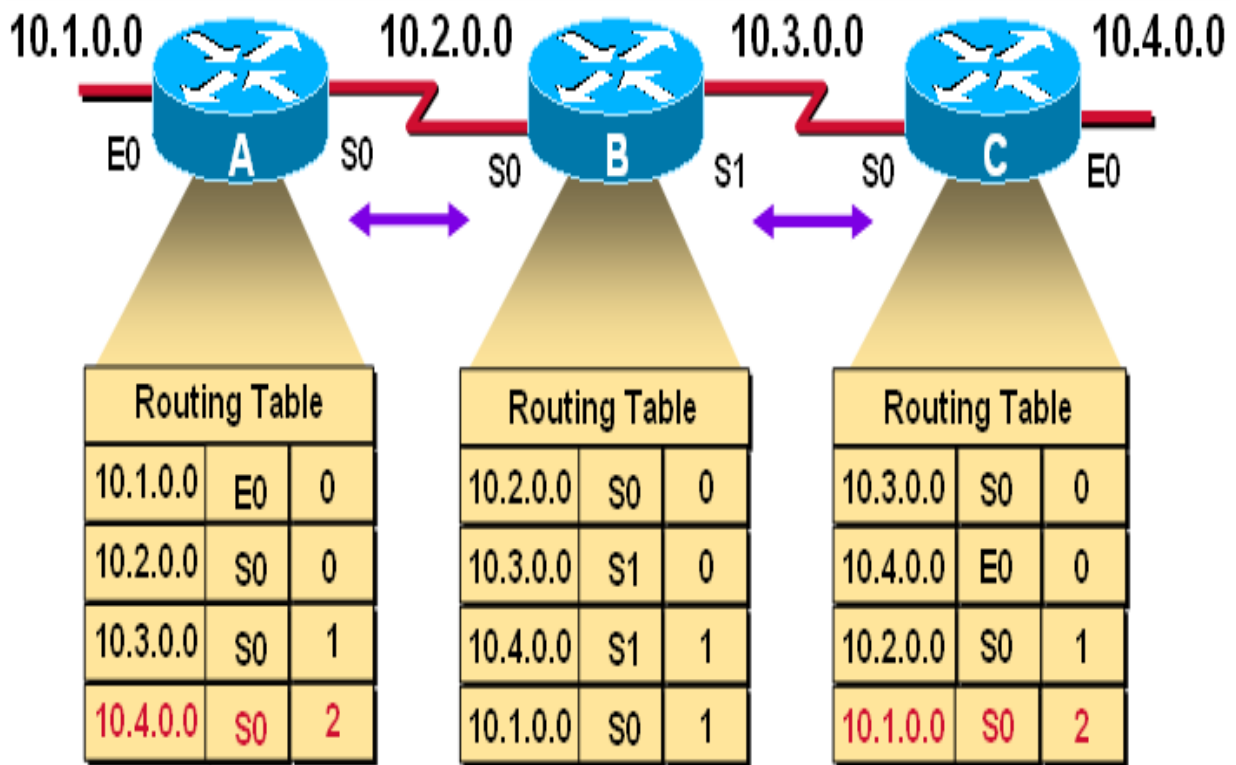 10.1.0.0 10.2.0.0 10.3.0.0 10.4.0.0
A B C
E0 S0 S0 S1 S0 E0
Routing Table
10.1.0.0 E0 0
10.2.0.0 S0 0
10.3.0.0 S0 1
10.4.0.0 S0 2
Routing Table
10.2.0.0 S0 0
10.3.0.0 S1 0
10.4.0.0 S1 1
10.1.0.0 S0 1
Routing Table
10.3.0.0 S0 0
10.4.0.0 E0 0
10.2.0.0 S0 1
10.1.0.0 S0 2